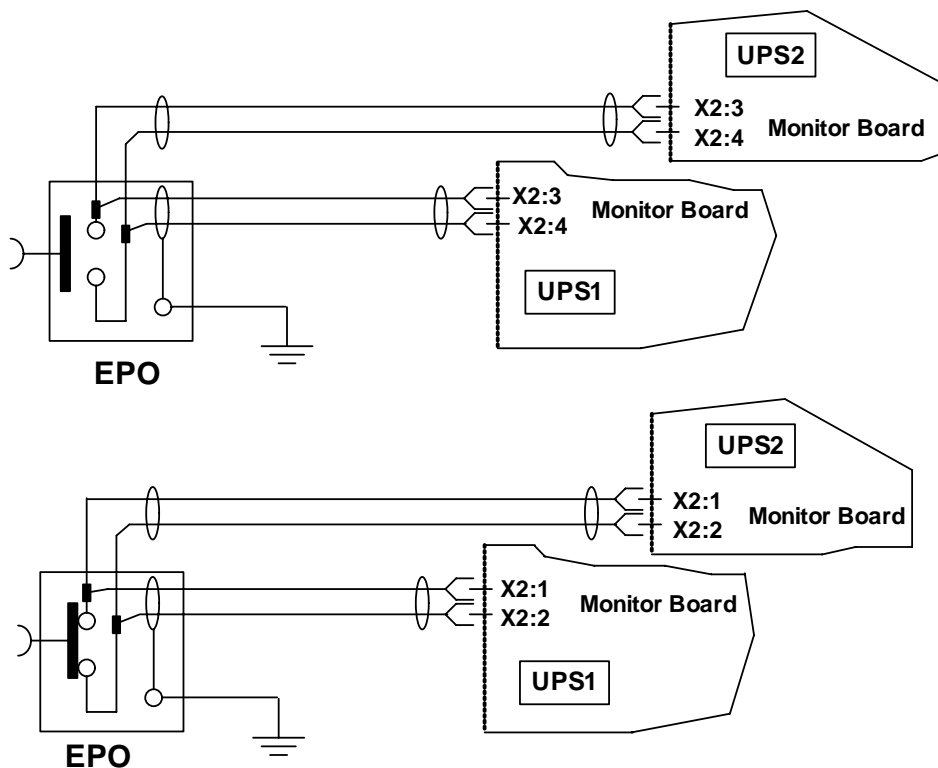 UPS2
X2:3
X2:4 Monitor Board
X2:3
Monitor Board
X2:4
UPS1
EPO
UPS2
X2:1
X2:2 Monitor Board
X2:1
Monitor Board
X2:2
UPS1
EPO